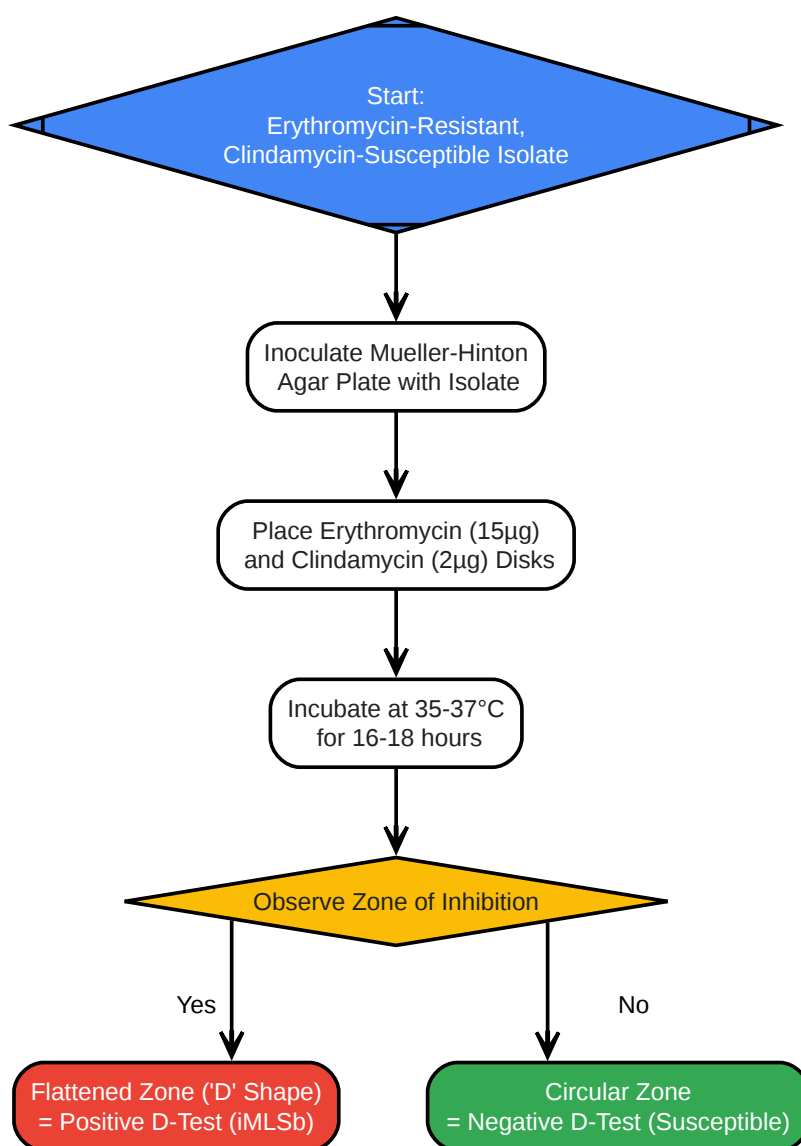 Start:
Erythromycin-Resistant,
Clindamycin-Susceptible Isolate
Inoculate Mueller-Hinton
Agar Plate with Isolate
Place Erythromycin (15µg)
and Clindamycin (2µg) Disks
Incubate at 35-37°C
for 16-18 hours
Observe Zone of Inhibition
Yes
No
Flattened Zone ('D' Shape)
= Positive D-Test (iMLSb)
Circular Zone
= Negative D-Test (Susceptible)